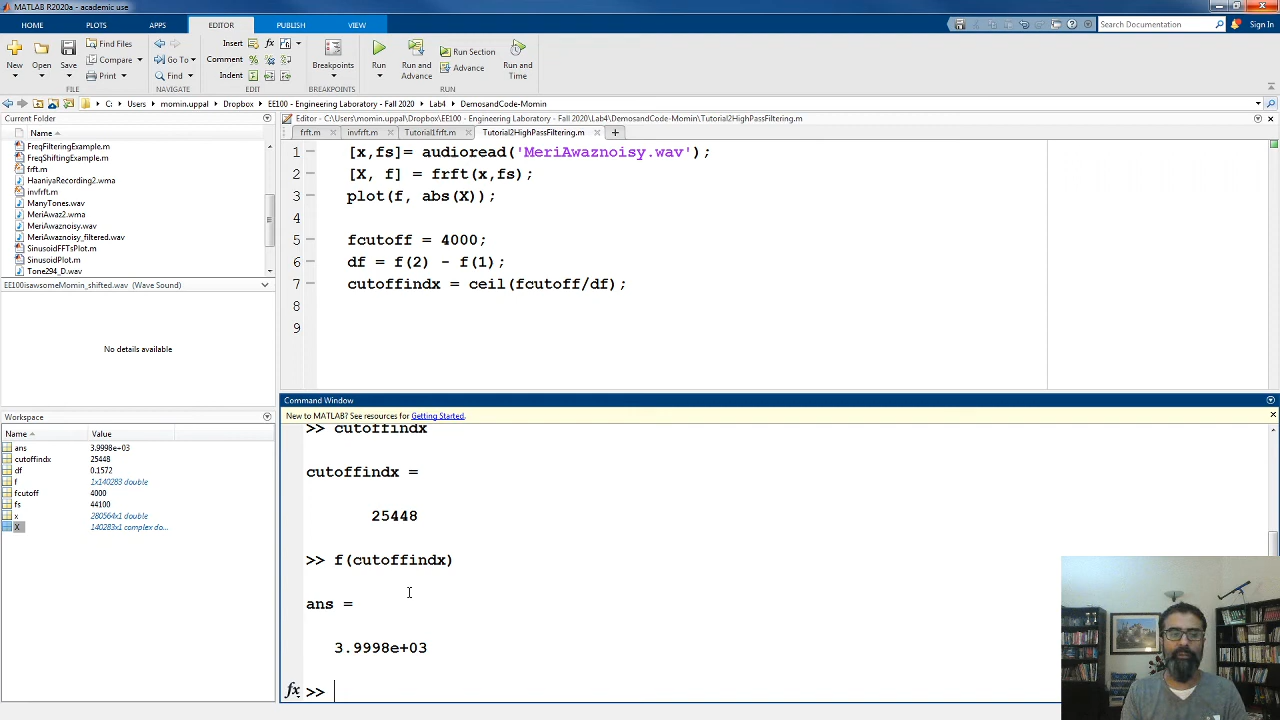 MATLAB R2020a - academic use
HOME PLOTS APPS EDITOR PUBLISH VIEW
Search Documentation
Sign In
New Open Save
Find Files
Compare
Print
Go To
Find
Insert
Comment
Indent
Breakpoints
Run
Run and Advance
Run Section
Advance
Run and Time
FILE NAVIGATE EDIT BREAKPOINTS RUN
C: Users momin.uppal Dropbox EE100 - Engineering Laboratory - Fall 2020 Lab4 DemosandCode-Momin
Current Folder
Name
FreqFilteringExample.m
FreqShiftingExample.m
frft.m
HaaniyaRecording2.wma
invfrft.m
ManyTones.wav
MeriAwaz2.wma
MeriAwaznoisy.wav
MeriAwaznoisy_filtered.wav
SinusoidFFTsPlot.m
SinusoidPlot.m
Tone294_D.wav
EE100isawsomeMomin_shifted.wav (Wave Sound)
No details available
Workspace
Name Value
ans 3.9998e+03
cutoffindx 25448
df 0.1572
f 1x140283 double
fcutoff 4000
fs 44100
x 280564x1 double
X 140283x1 complex do...
Editor - C:\Users\momin.uppal\Dropbox\EE100 - Engineering Laboratory - Fall 2020\Lab4\DemosandCode-Momin\Tutorial2HighPassFiltering.m
frft.m invfrft.m Tutorial1frft.m Tutorial2HighPassFiltering.m
1 [x,fs]= audioread('MeriAwaznoisy.wav');
2 [X, f] = frft(x,fs);
3 plot(f, abs(X));
4
5 fcutoff = 4000;
6 df = f(2) - f(1);
7 cutoffindx = ceil(fcutoff/df);
8
9
Command Window
New to MATLAB? See resources for Getting Started.
>> cutoffindx
cutoffindx =
25448
>> f(cutoffindx)
ans =
3.9998e+03
fx >>